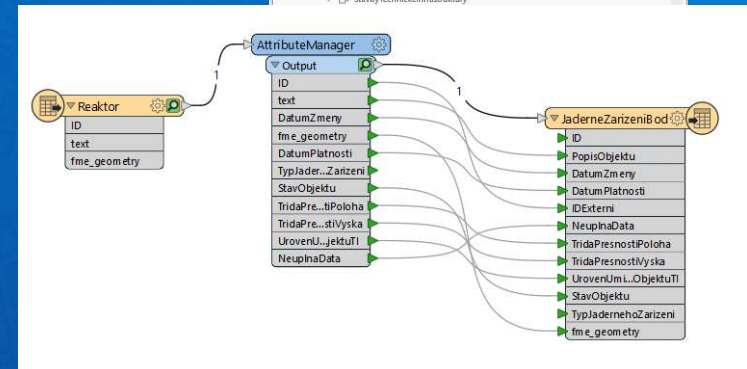 StavbyTechnickeInfrastruktury
AttributeManager
Output
ID
text
DatumZmeny
fme_geometry
DatumPlatnosti
TypJader...Zarizeni
StavObjektu
TridaPre...tiPoloha
TridaPre...stiVyska
UrovenU...jektuTI
NeuplnaData
1
Reaktor
ID
text
fme_geometry
1
JaderneZarizeniBod
ID
PopisObjektu
DatumZmeny
DatumPlatnosti
IDExterni
NeuplnaData
TridaPresnostiPoloha
TridaPresnostiVyska
UrovenUmi...ObjektuTI
StavObjektu
TypJadernehoZarizeni
fme_geometry